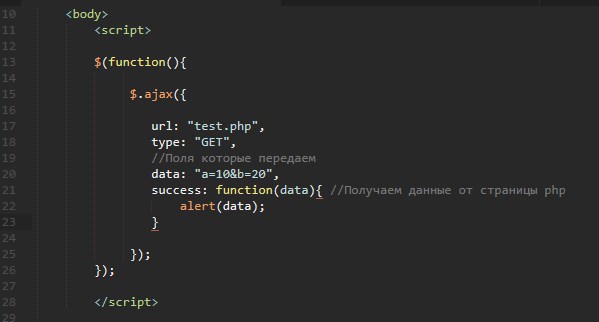 10 <body>
11 <script>
12
13 $(function(){
14
15 $.ajax({
16
17 url: "test.php",
18 type: "GET",
19 //Поля которые передаем
20 data: "a=10&b=20",
21 success: function(data){ //Получаем данные от страницы php
22 alert(data);
23 }
24
25 });
26 });
27
28 </script>
29